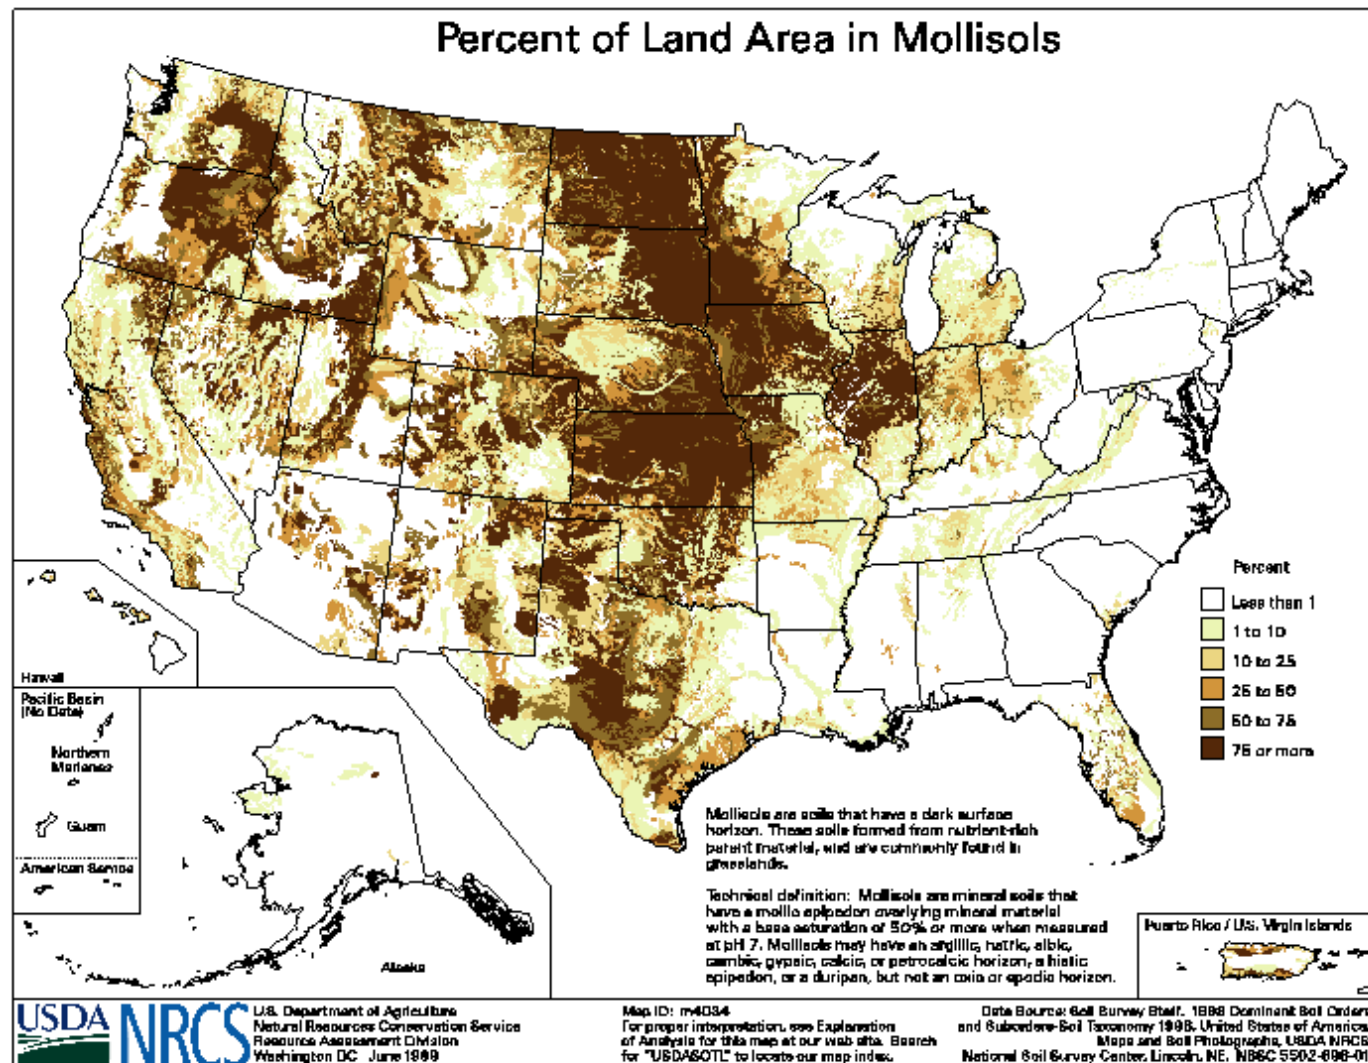 Percent of Land Area in Mollisols
Percent
Less than 1
1 to 10
10 to 25
25 to 50
50 to 75
75 or more
Hawaii
Pacific Basin
(No Data)
Northern
Marianas
Guam
American Samoa
Alaska
Mollisols are soils that have a dark surface
horizon. These soils formed from nutrient-rich
parent material, and are commonly found in
grasslands.
Technical definition: Mollisols are mineral soils that
have a mollic epipedon overlying mineral material
with a base saturation of 50% or more when measured
at pH 7. Mollisols may have an argillic, natric, albic,
cambic, gypsic, calcic, or petrocalcic horizon, a histic
epipedon, or a duripan, but not an oxic or spodic horizon.
Puerto Rico / U.S. Virgin Islands
USDA NRCS
U.S. Department of Agriculture
Natural Resources Conservation Service
Resource Assessment Division
Washington DC June 1999
Map ID: m4034
For proper interpretation, see Explanation
of Analysis for this map at our web site. Search
for "USDASOTL" to locate our map index.
Data Source: Soil Survey Staff. 1998 Dominant Soil Orders
and Suborders-Soil Taxonomy 1998, United States of America.
Maps and Soil Photographs, USDA NRCS
National Soil Survey Center, Lincoln, NE. NSSC